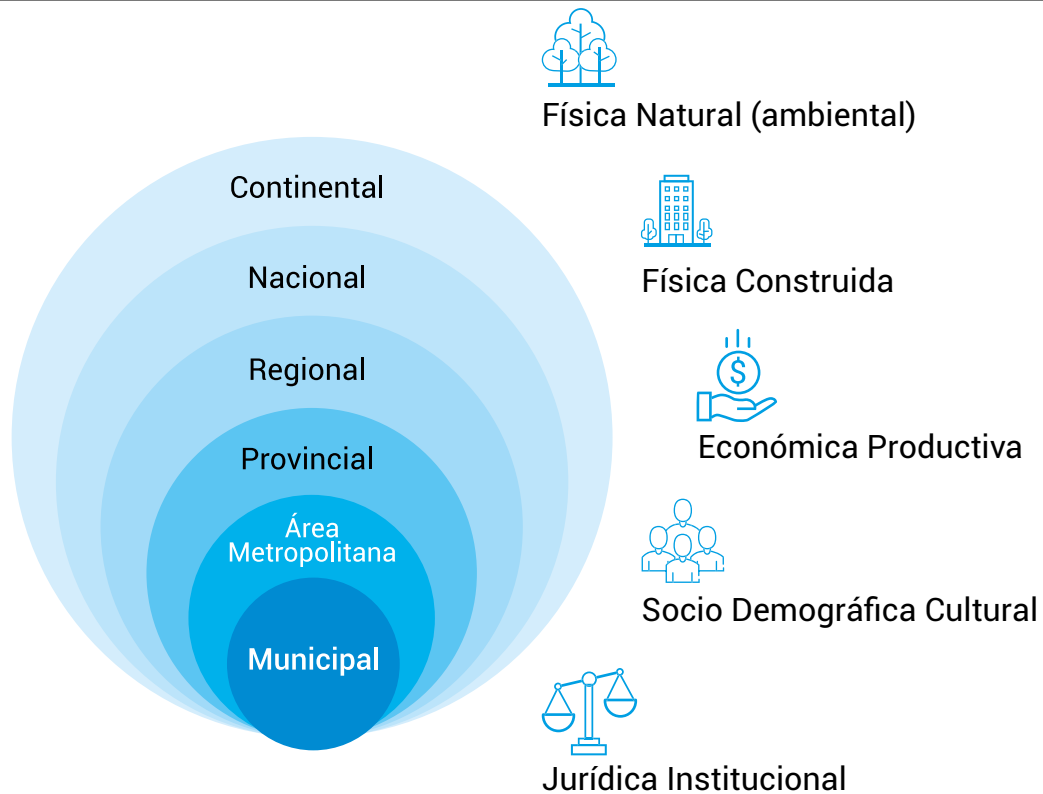 Continental
Nacional
Regional
Provincial
Área
Metropolitana
Municipal
Física Natural (ambiental)
Física Construida
$
Económica Productiva
Socio Demográfica Cultural
Jurídica Institucional